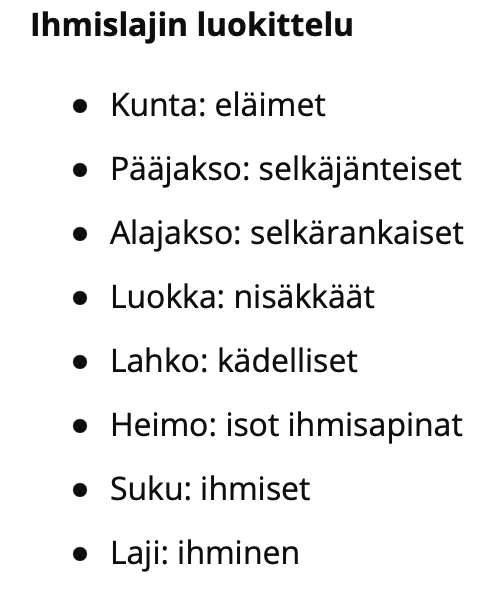 Ihmislajin luokittelu
• Kunta: eläimet
• Pääjakso: selkäjänteiset
• Alajakso: selkärankaiset
• Luokka: nisäkkäät
• Lahko: kädelliset
• Heimo: isot ihmisapinat
• Suku: ihmiset
• Laji: ihminen